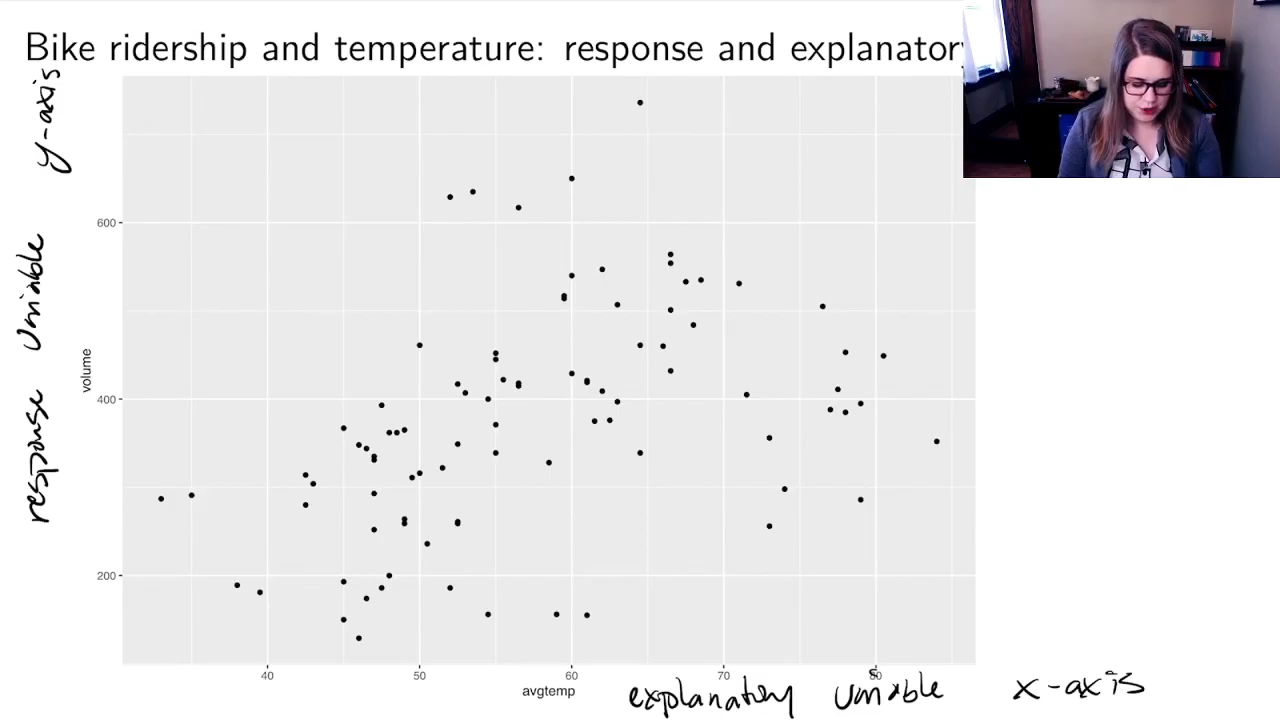 Bike ridership and temperature: response and explanatory
y-axis
response variable
volume
600
400
200
40
50
60
70
80
avgtemp
explanatory variable
x-axis